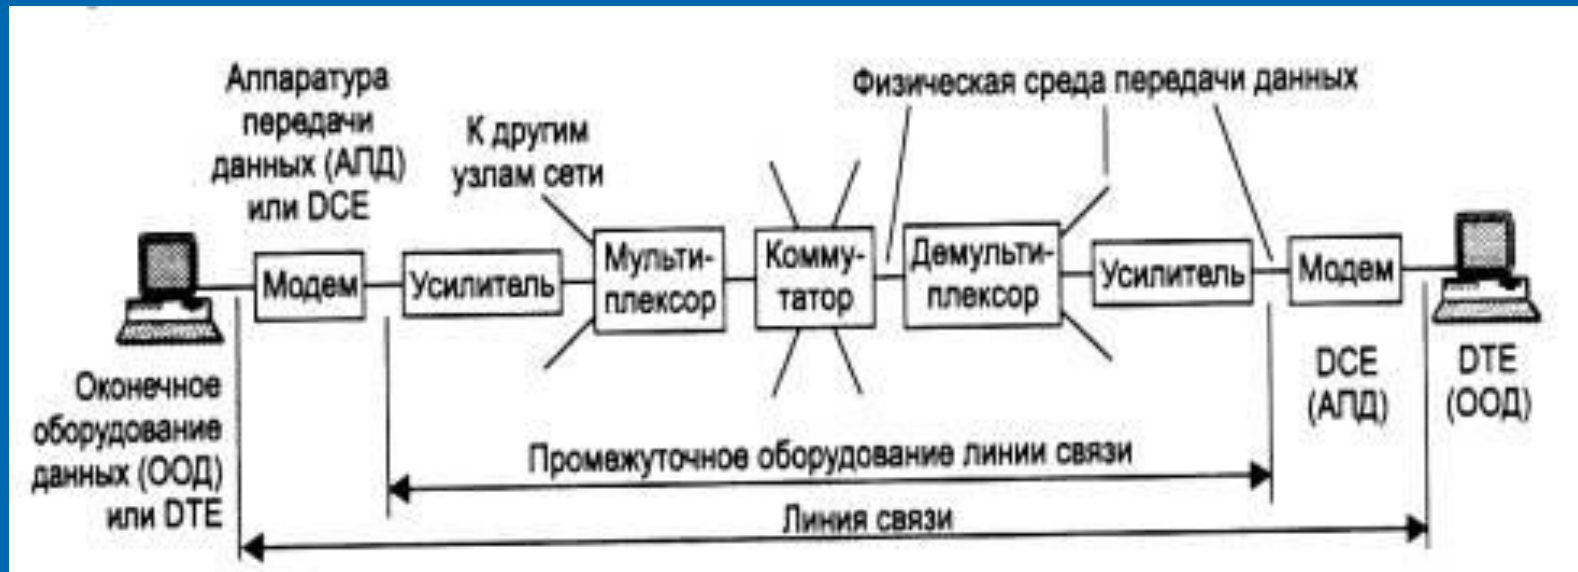 Аппаратура
передачи
данных (АПД)
или DCE
К другим
узлам сети
Физическая среда передачи данных
Модем
Усилитель
Мульти-
плексор
Комму-
татор
Демульти-
плексор
Усилитель
Модем
Оконечное
оборудование
данных (ООД)
или DTE
DCE
(АПД)
DTE
(ООД)
Промежуточное оборудование линии связи
Линия связи